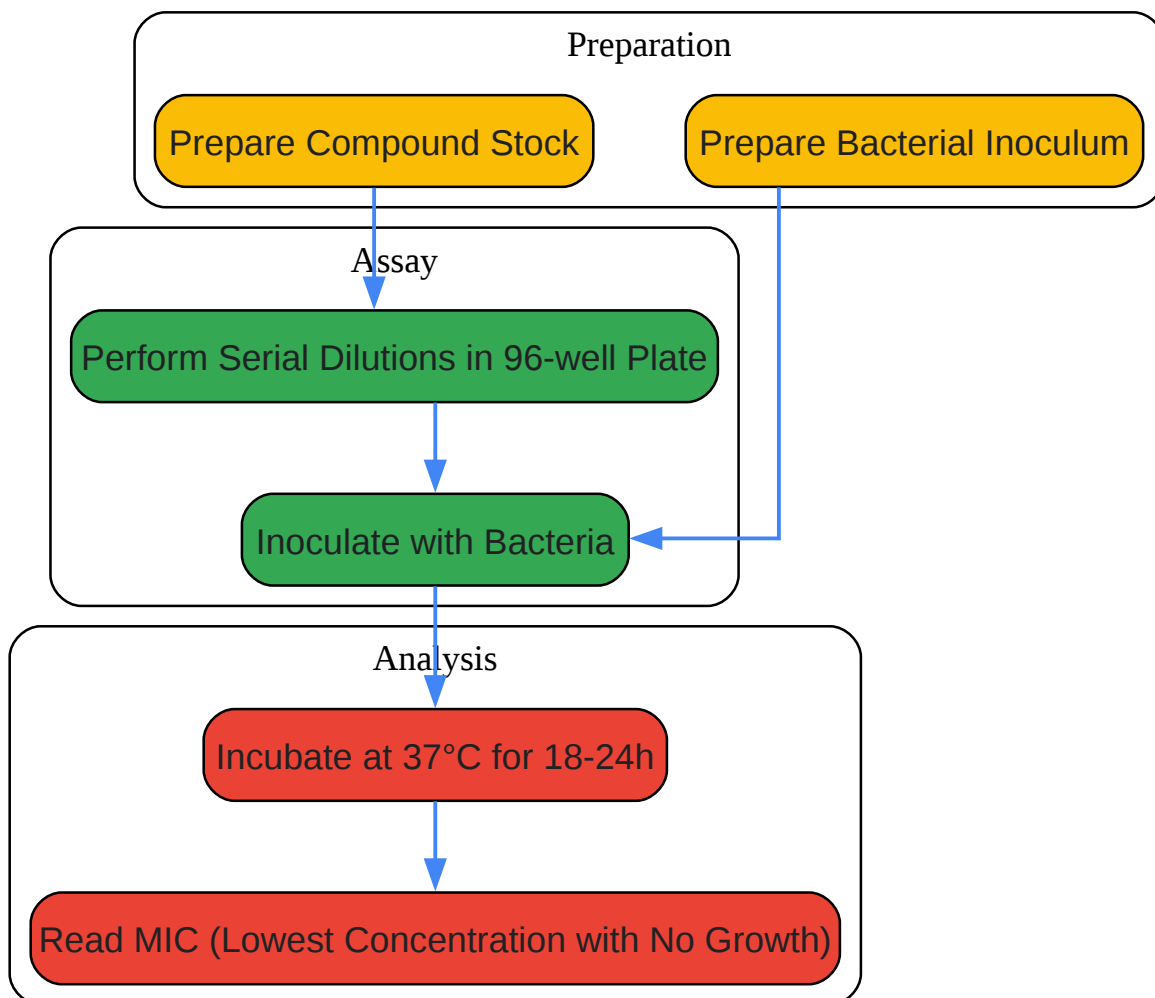 Preparation
Prepare Compound Stock
Prepare Bacterial Inoculum
Assay
Perform Serial Dilutions in 96-well Plate
Inoculate with Bacteria
Analysis
Incubate at 37°C for 18-24h
Read MIC (Lowest Concentration with No Growth)